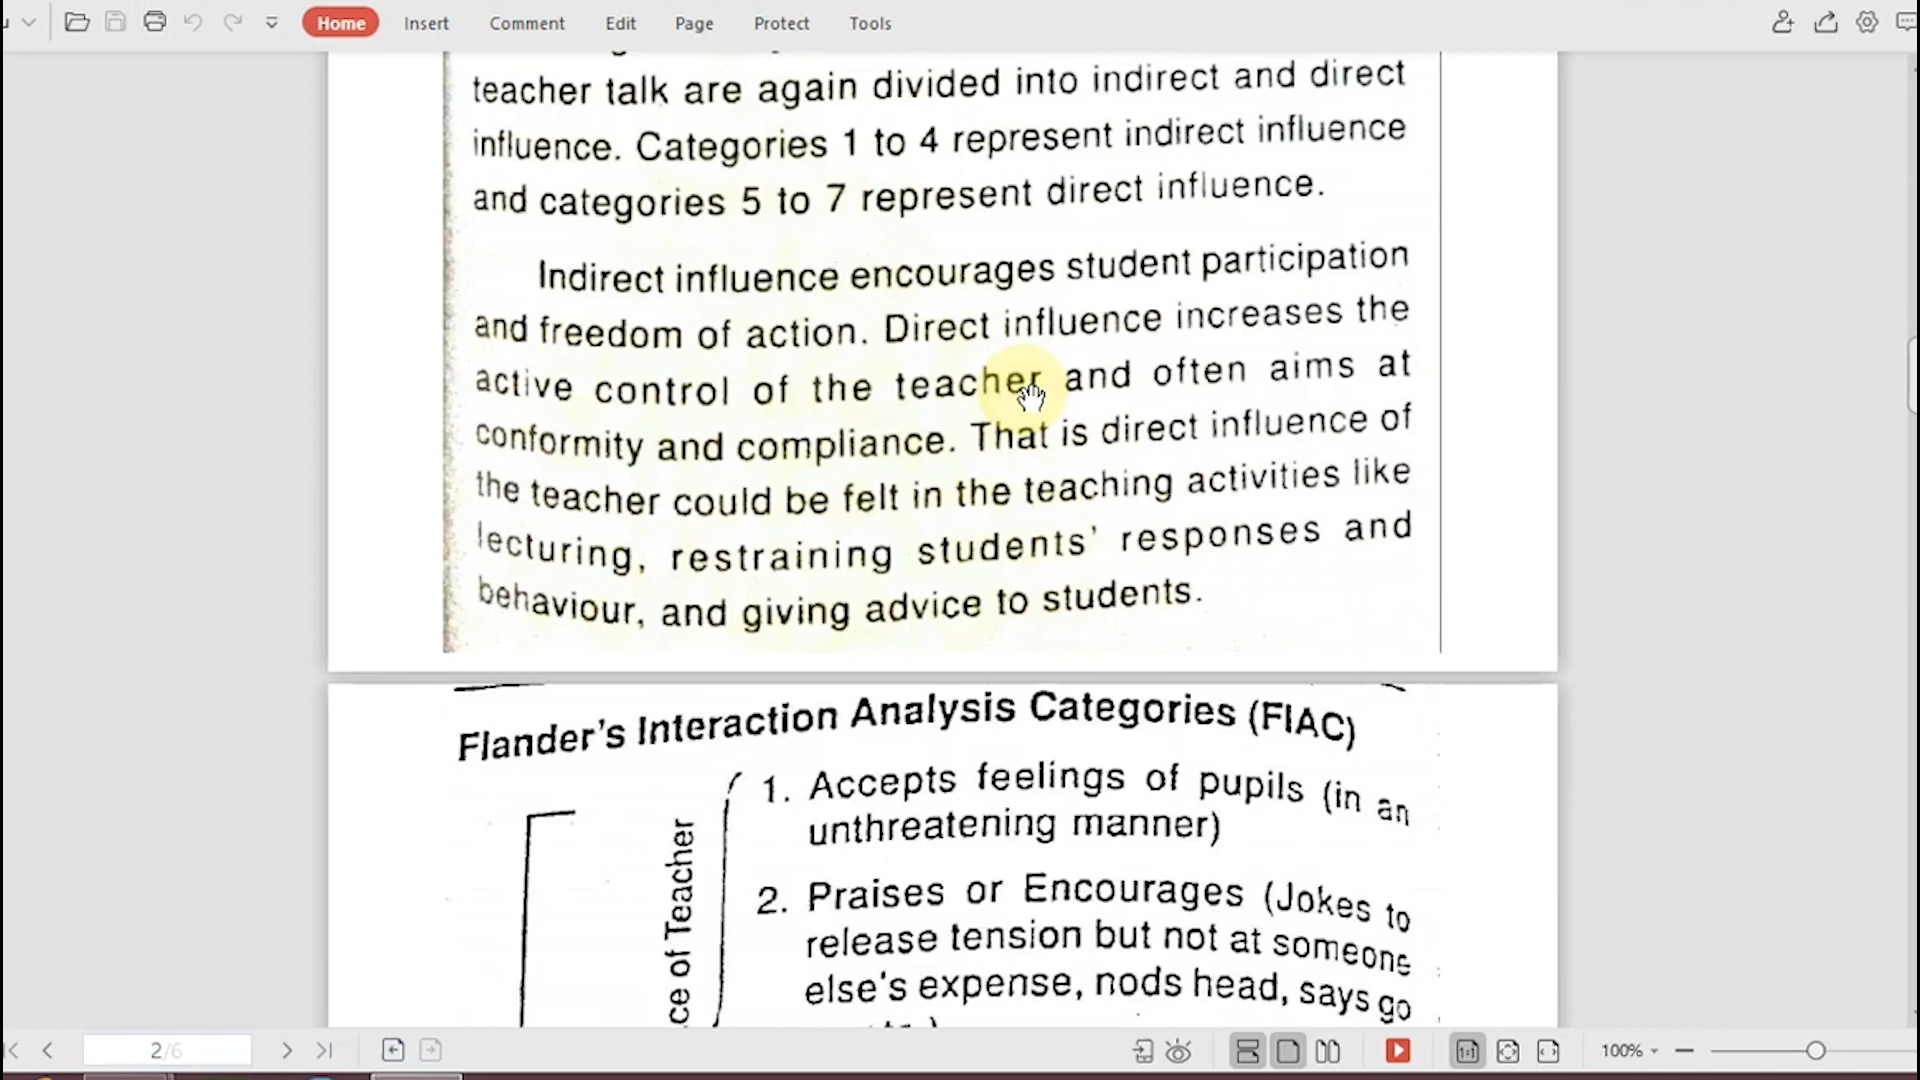 Home
Insert
Comment
Edit
Page
Protect
Tools
teacher talk are again divided into indirect and direct
influence. Categories 1 to 4 represent indirect influence
and categories 5 to 7 represent direct influence.
Indirect influence encourages student participation
and freedom of action. Direct influence increases the
active control of the teacher and often aims at
conformity and compliance. That is direct influence of
the teacher could be felt in the teaching activities like
lecturing, restraining students' responses and
behaviour, and giving advice to students.
Flander's Interaction Analysis Categories (FIAC)
ce of Teacher
1. Accepts feelings of pupils (in an
unthreatening manner)
2. Praises or Encourages (Jokes to
release tension but not at someone
else's expense, nods head, says go
2/6
100%